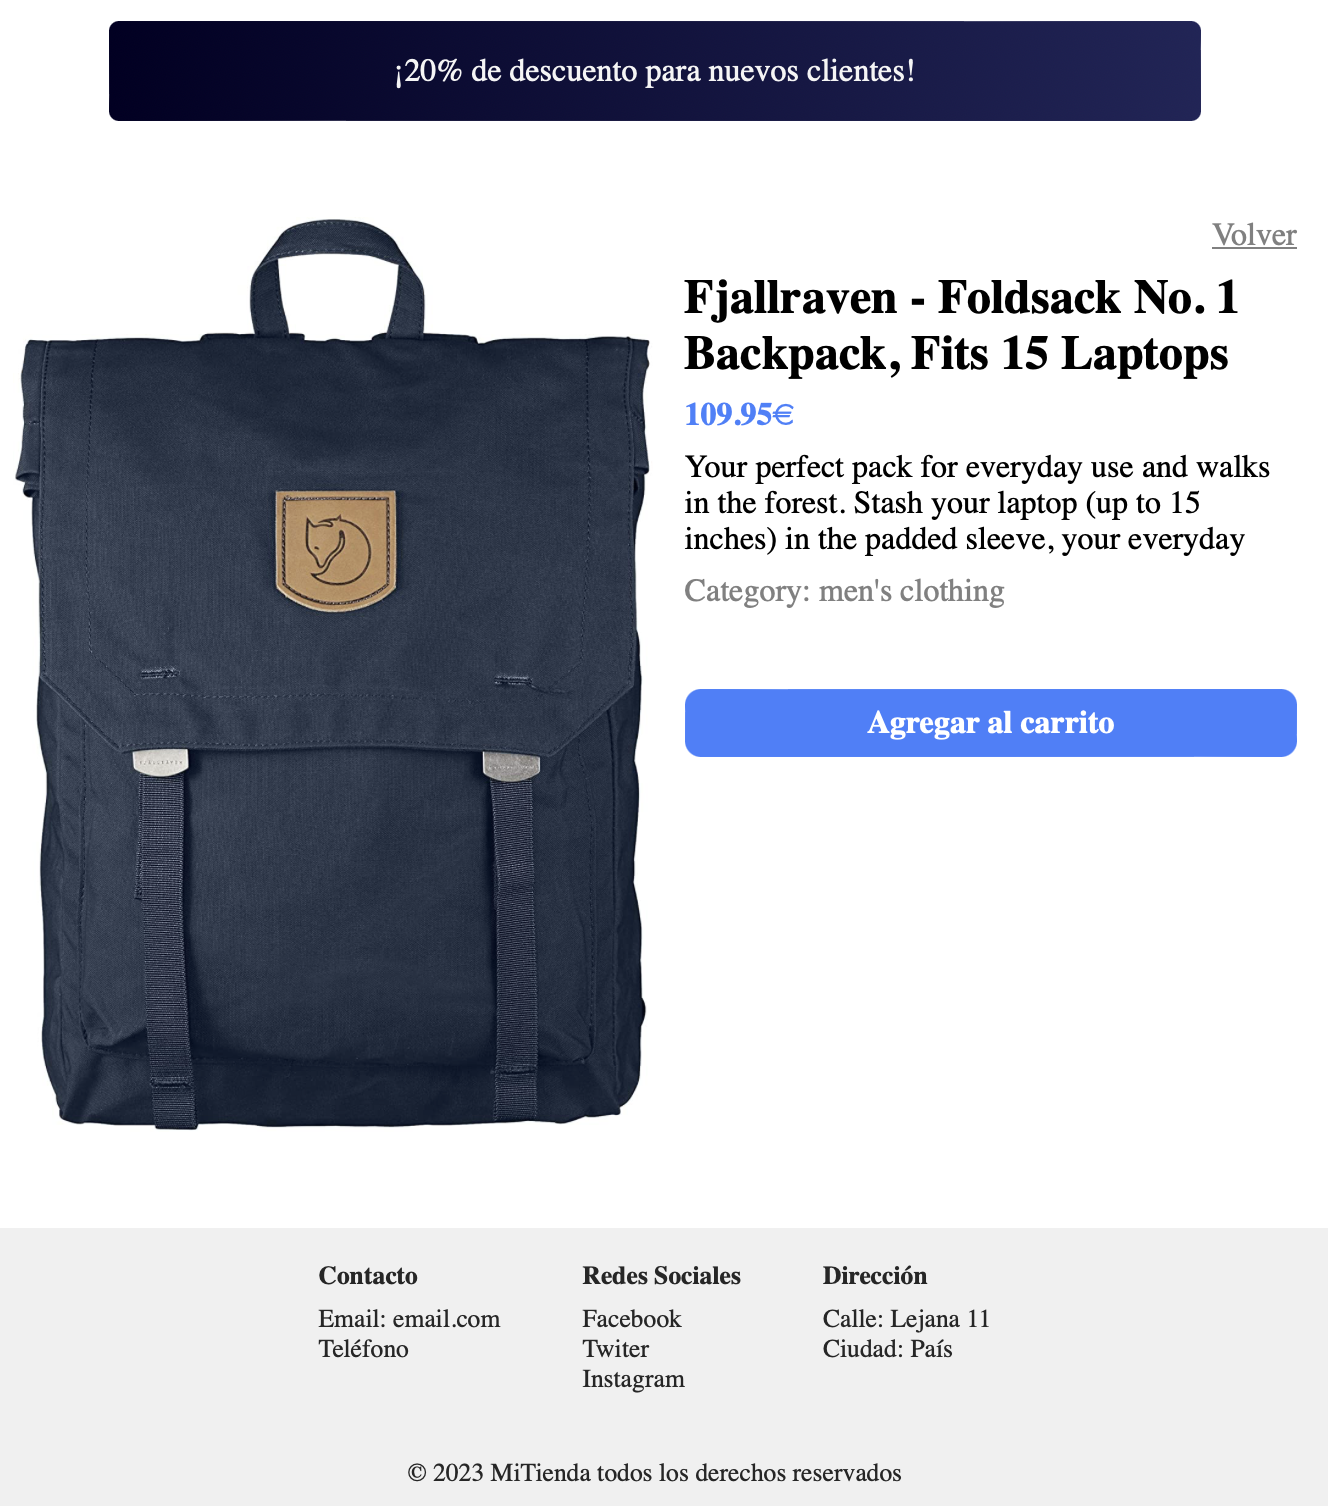 ¡20% de descuento para nuevos clientes!
Volver
Fjallraven - Foldsack No. 1
Backpack, Fits 15 Laptops
109.95€
Your perfect pack for everyday use and walks
in the forest. Stash your laptop (up to 15
inches) in the padded sleeve, your everyday
Category: men's clothing
Agregar al carrito
Contacto
Email: email.com
Teléfono
Redes Sociales
Facebook
Twiter
Instagram
Dirección
Calle: Lejana 11
Ciudad: País
© 2023 MiTienda todos los derechos reservados